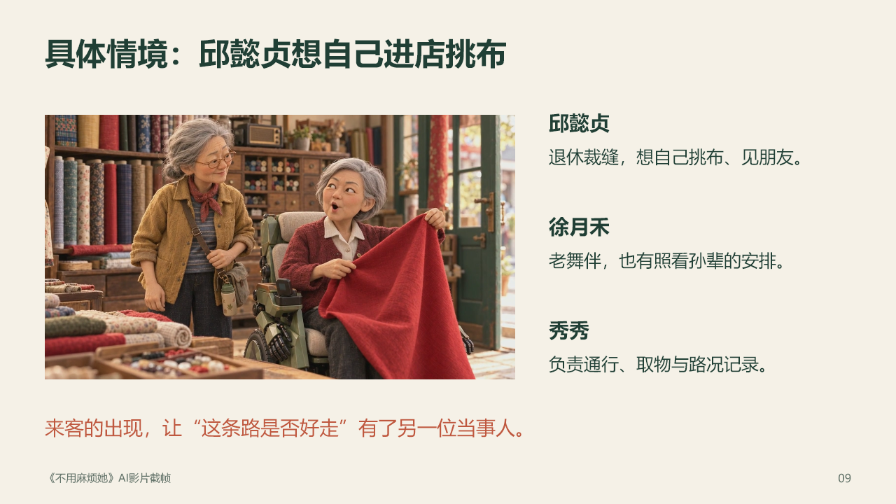 具体情境：邱懿贞想自己进店挑布
邱懿贞
退休裁缝，想自己挑布、见朋友。
徐月禾
老舞伴，也有照看孙辈的安排。
秀秀
负责通行、取物与路况记录。
来客的出现，让“这条路是否好走”有了另一位当事人。
《不用麻烦她》AI影片截帧
09